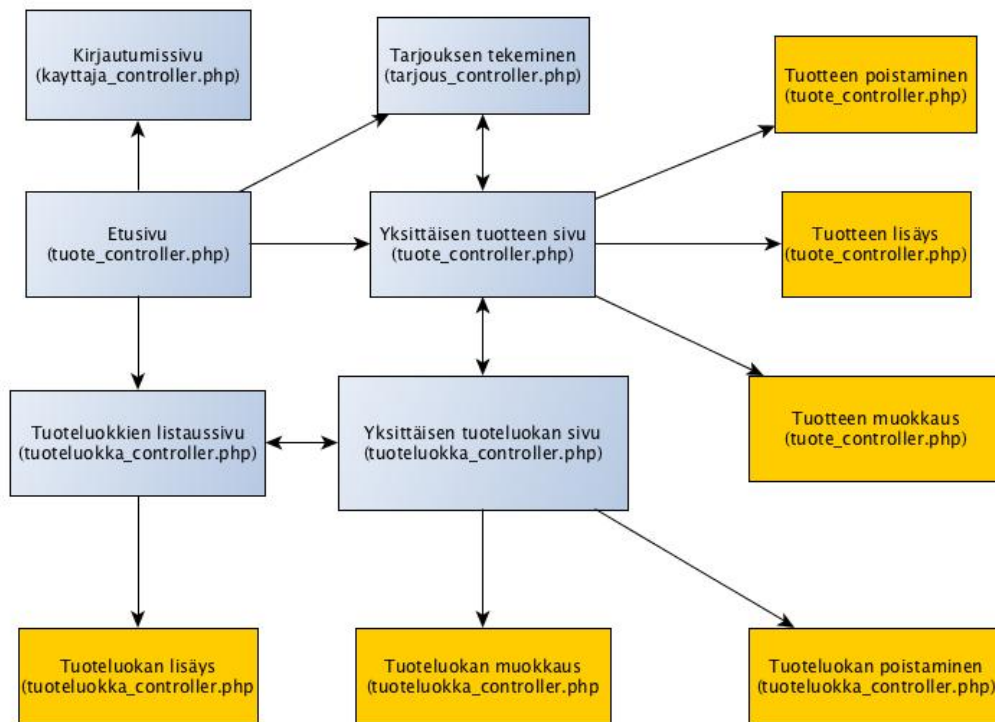 Kirjautumissivu
(kayttaja_controller.php)
Tarjouksen tekeminen
(tarjous_controller.php)
Tuotteen poistaminen
(tuote_controller.php)
Etusivu
(tuote_controller.php)
Yksittäisen tuotteen sivu
(tuote_controller.php)
Tuotteen lisäys
(tuote_controller.php)
Tuoteluokkien listaussivu
(tuoteluokka_controller.php)
Yksittäisen tuoteluokan sivu
(tuoteluokka_controller.php)
Tuotteen muokkaus
(tuote_controller.php)
Tuoteluokan lisäys
(tuoteluokka_controller.php
Tuoteluokan muokkaus
(tuoteluokka_controller.php
Tuoteluokan poistaminen
(tuoteluokka_controller.php)